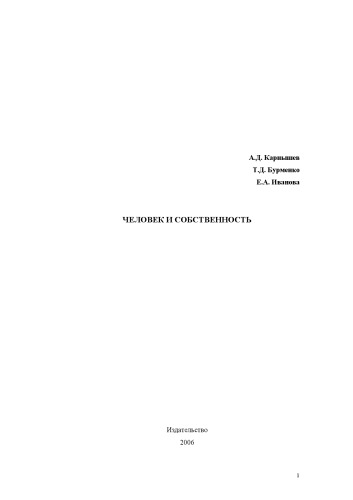 А.Д. Карнышев
Т.Д. Бурменко
Е.А. Иванова
ЧЕЛОВЕК И СОБСТВЕННОСТЬ
Издательство
2006
1